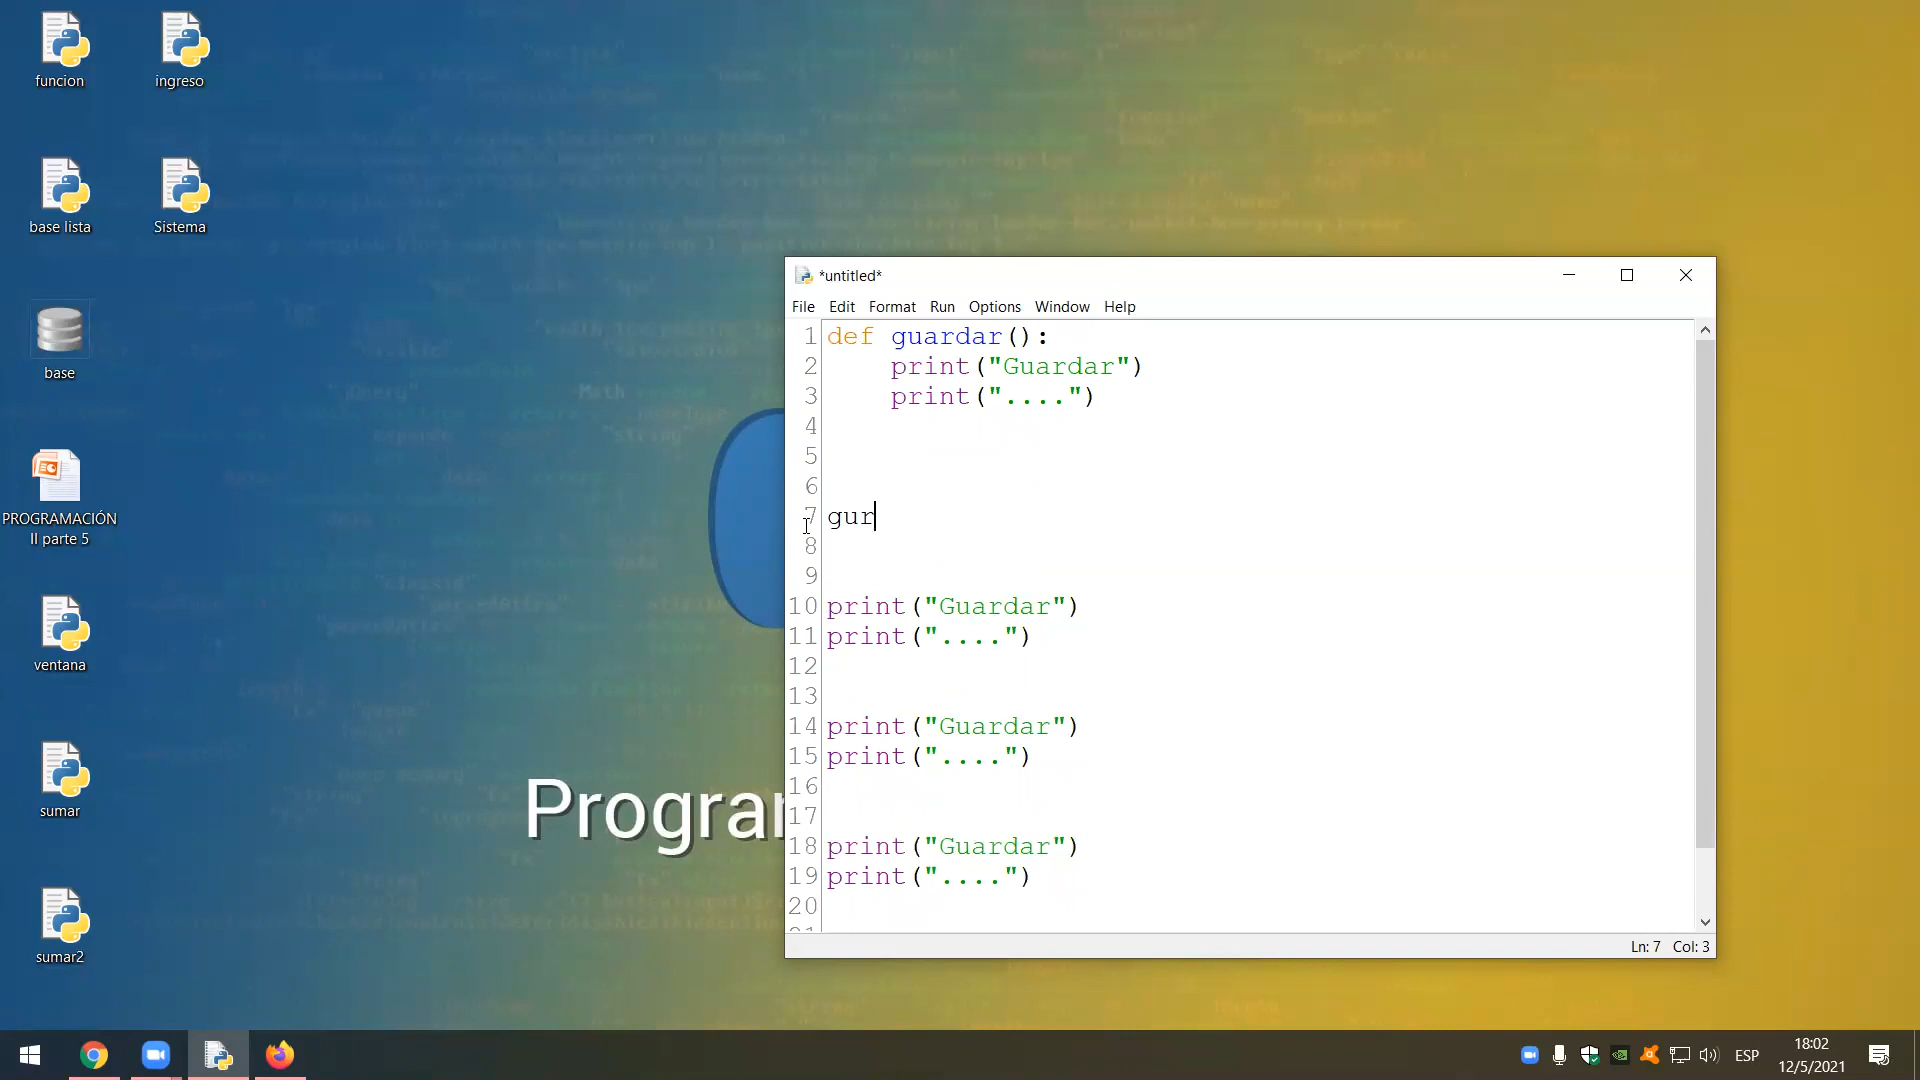 funcion
ingreso
base lista
Sistema
base
PROGRAMACIÓN
II parte 5
ventana
sumar
sumar2
Program
*untitled*
File Edit Format Run Options Window Help
1 def guardar():
2 print("Guardar")
3 print("....")
4
5
6
7 gur
8
9
10 print("Guardar")
11 print("....")
12
13
14 print("Guardar")
15 print("....")
16
17
18 print("Guardar")
19 print("....")
20
Ln: 7 Col: 3
ESP
18:02
12/5/2021